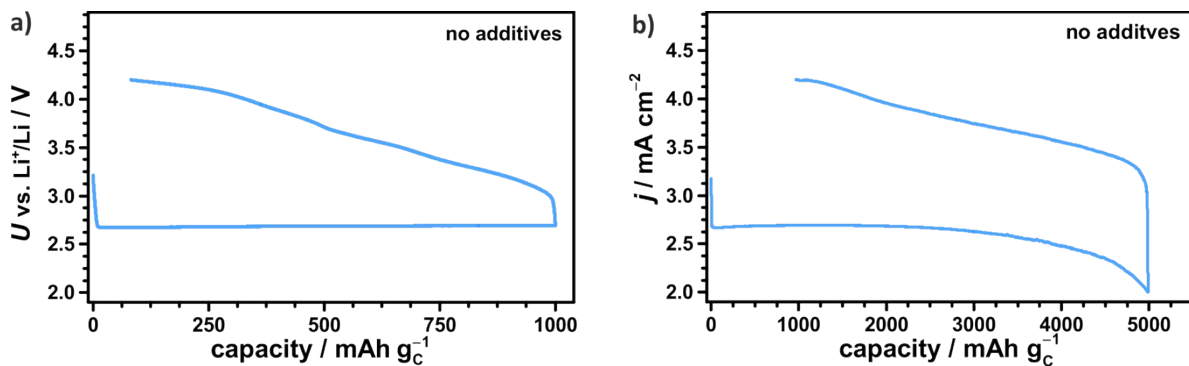 a)
no additives
4.5
4.0
3.5
3.0
2.5
2.0
U vs. Li⁺/Li / V
0 250 500 750 1000
capacity / mAh g_C⁻¹
b)
no additves
4.5
4.0
3.5
3.0
2.5
2.0
j / mA cm⁻²
0 1000 2000 3000 4000 5000
capacity / mAh g_C⁻¹